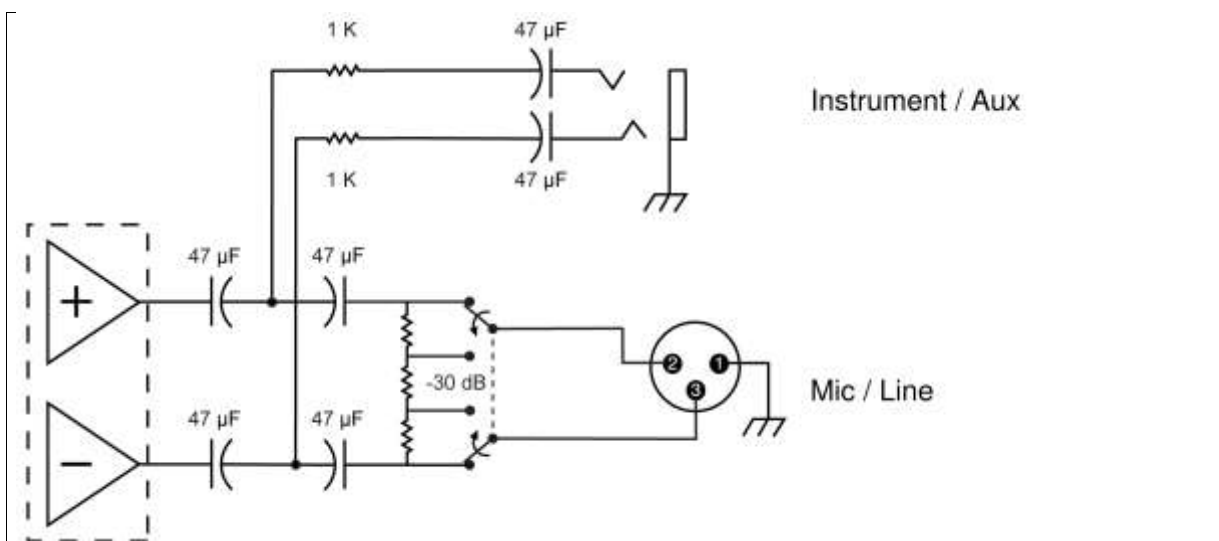 1 K
47 µF
Instrument / Aux
1 K
47 µF
47 µF
47 µF
+
2
1
-30 dB
3
Mic / Line
47 µF
47 µF
−